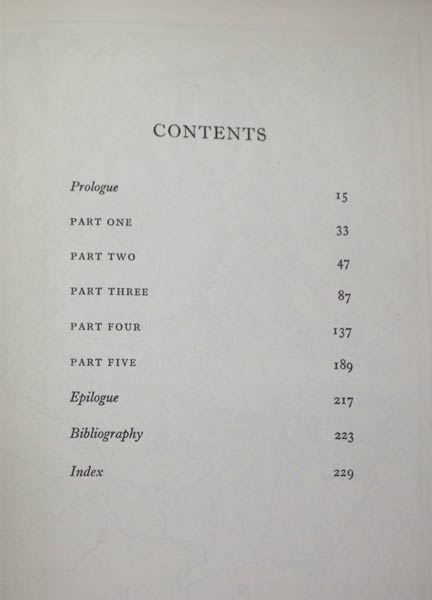 CONTENTS
Prologue 15
PART ONE 33
PART TWO 47
PART THREE 87
PART FOUR 137
PART FIVE 189
Epilogue 217
Bibliography 223
Index 229